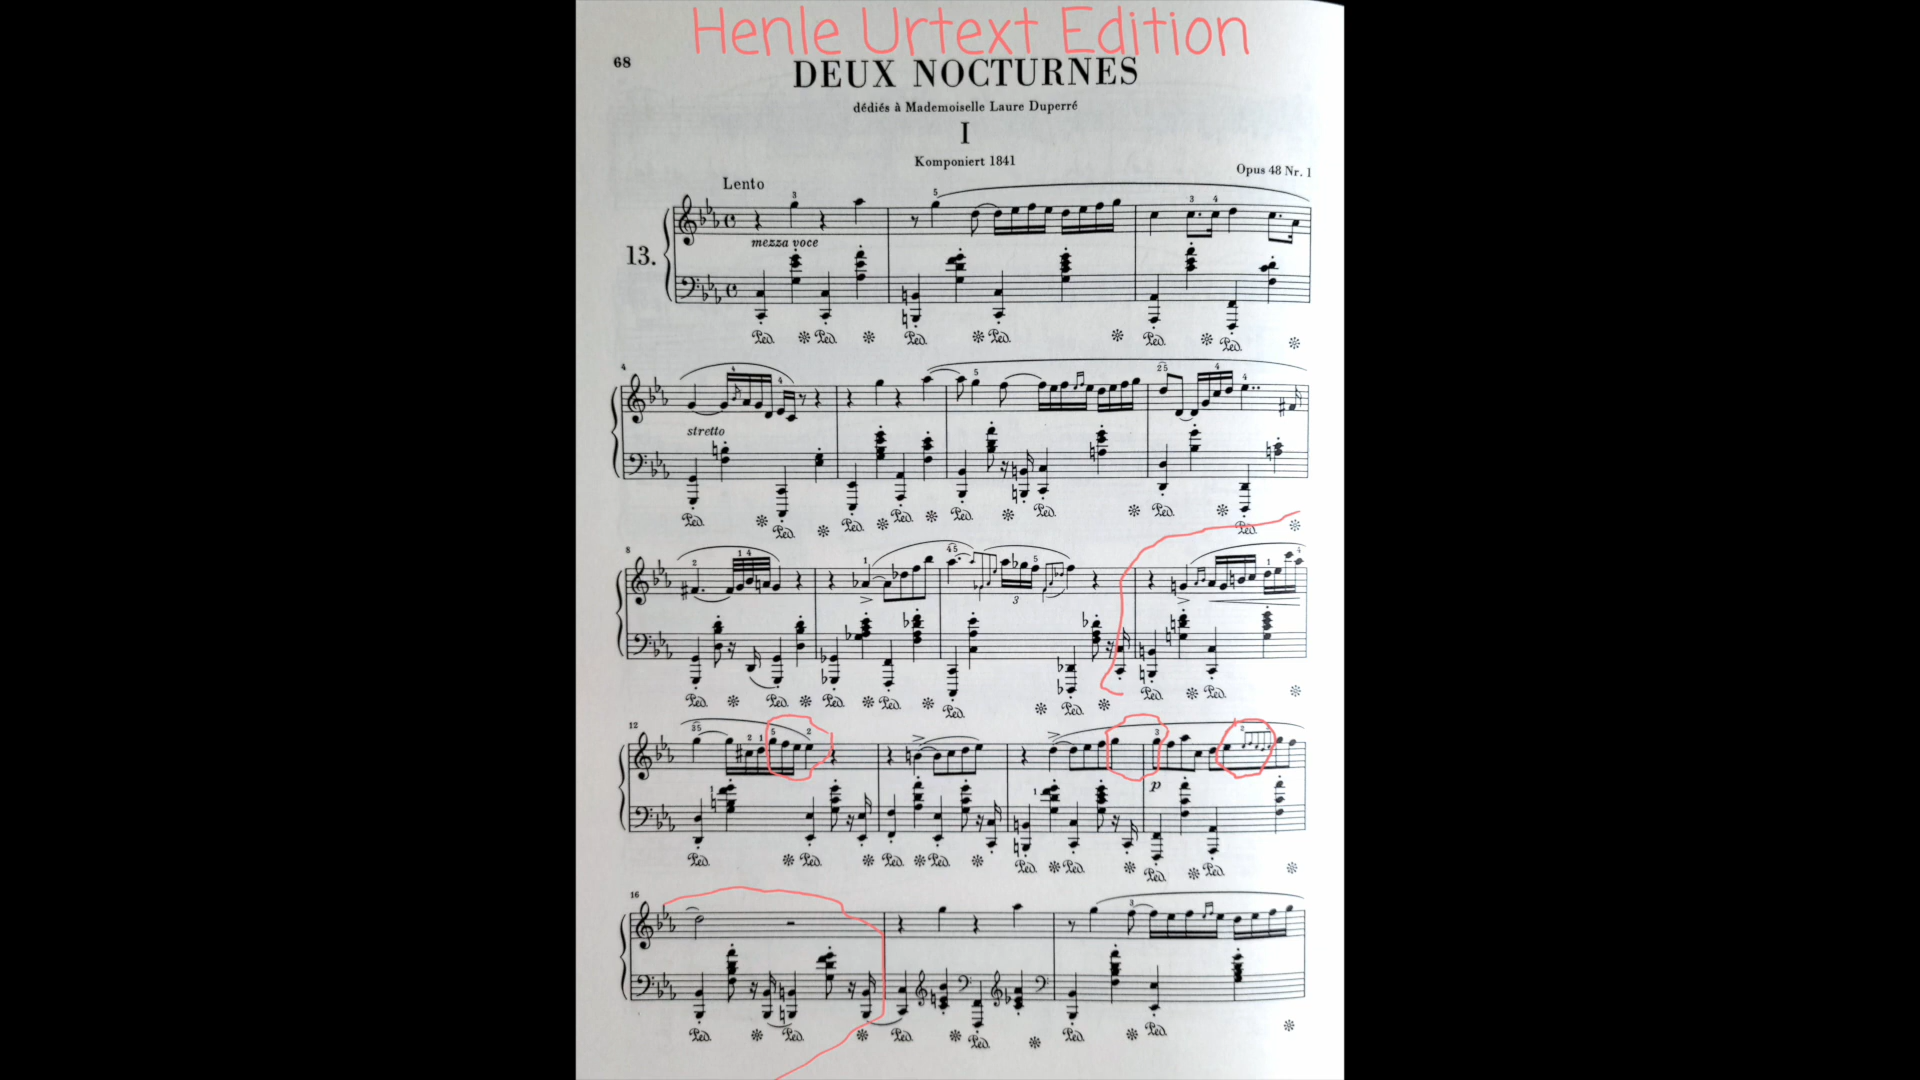 Henle Urtext Edition
68
DEUX NOCTURNES
dédiés à Mademoiselle Laure Duperré
I
Komponiert 1841
Opus 48 Nr. 1
Lento
13.
mezza voce
stretto
p